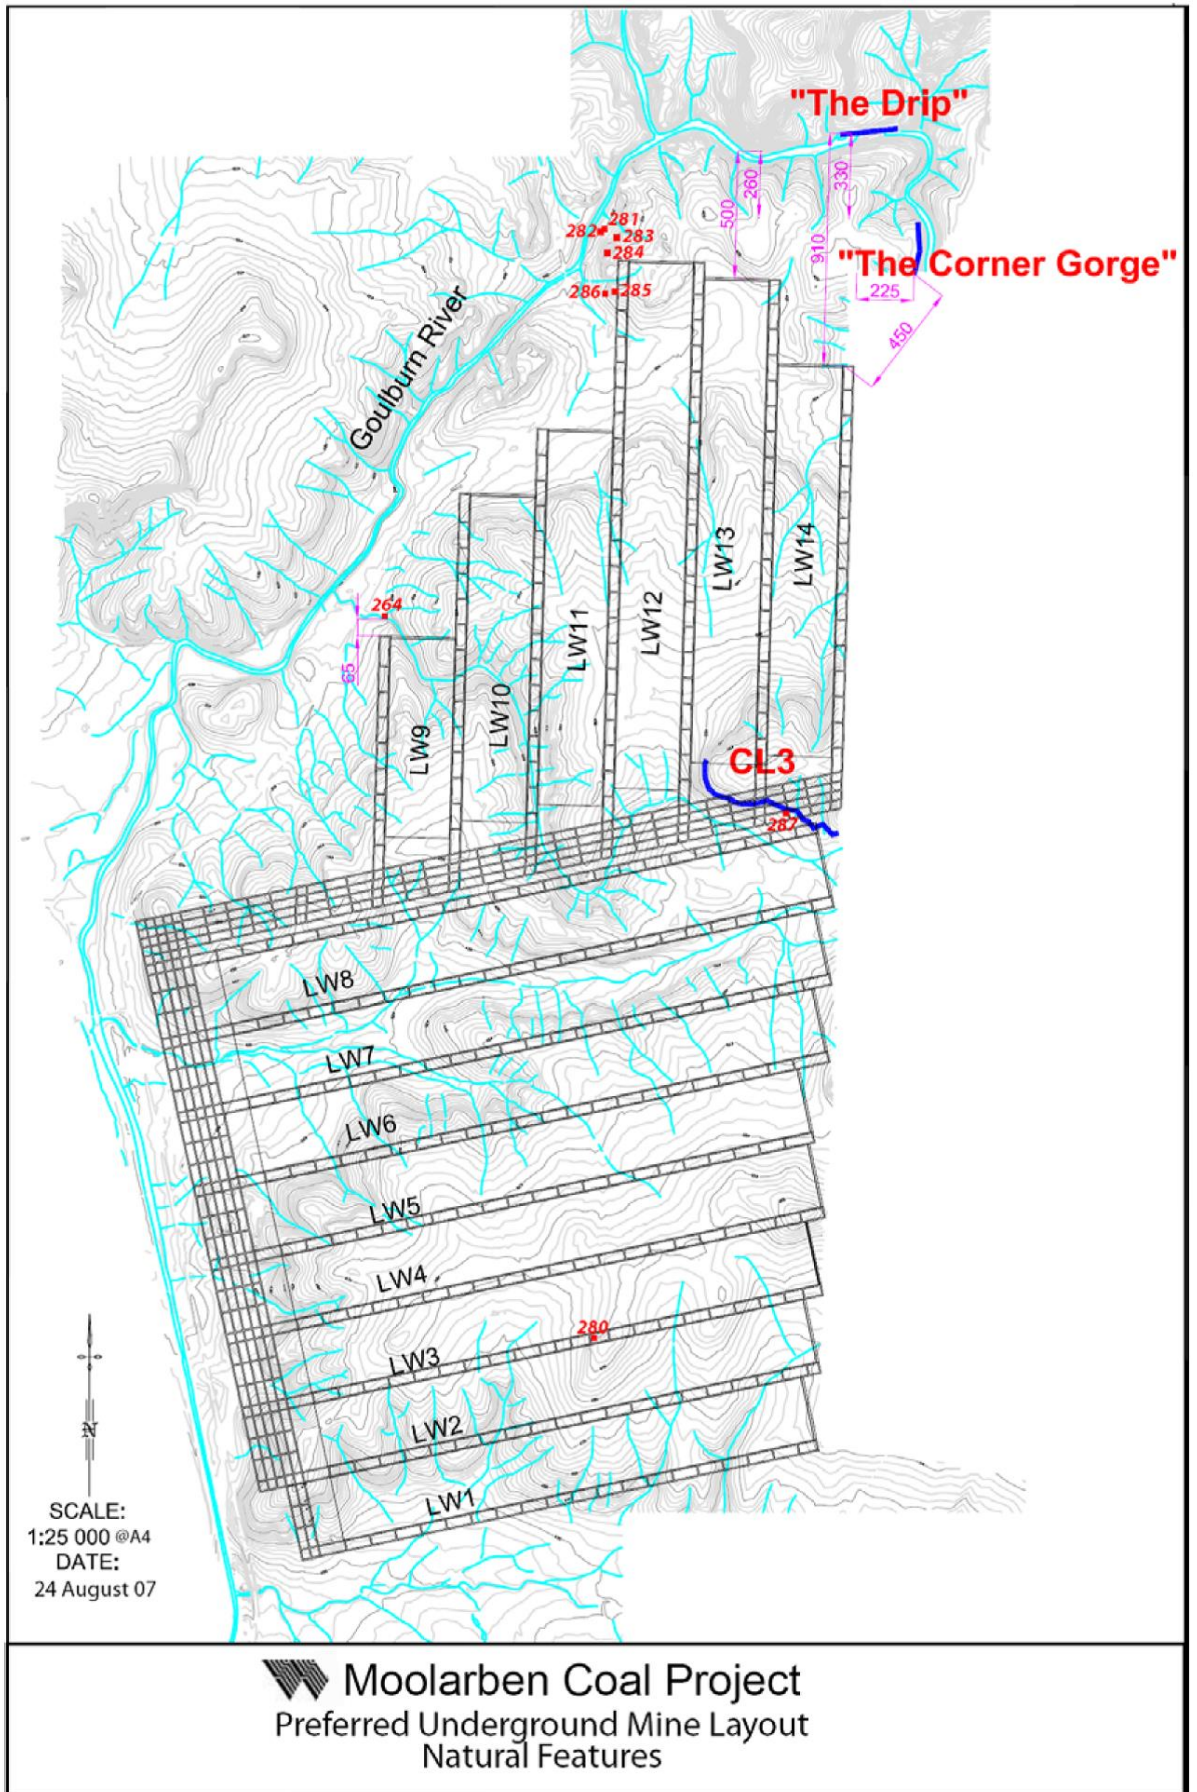 "The Drip"
260
330
500
910
281
282
283
284
"The Corner Gorge"
286
285
225
450
Goulburn River
264
65
LW14
LW13
LW12
LW11
LW10
LW9
CL3
287
LW8
LW7
LW6
LW5
LW4
280
LW3
LW2
LW1
N
SCALE:
1:25 000 @A4
DATE:
24 August 07
Moolarben Coal Project
Preferred Underground Mine Layout
Natural Features